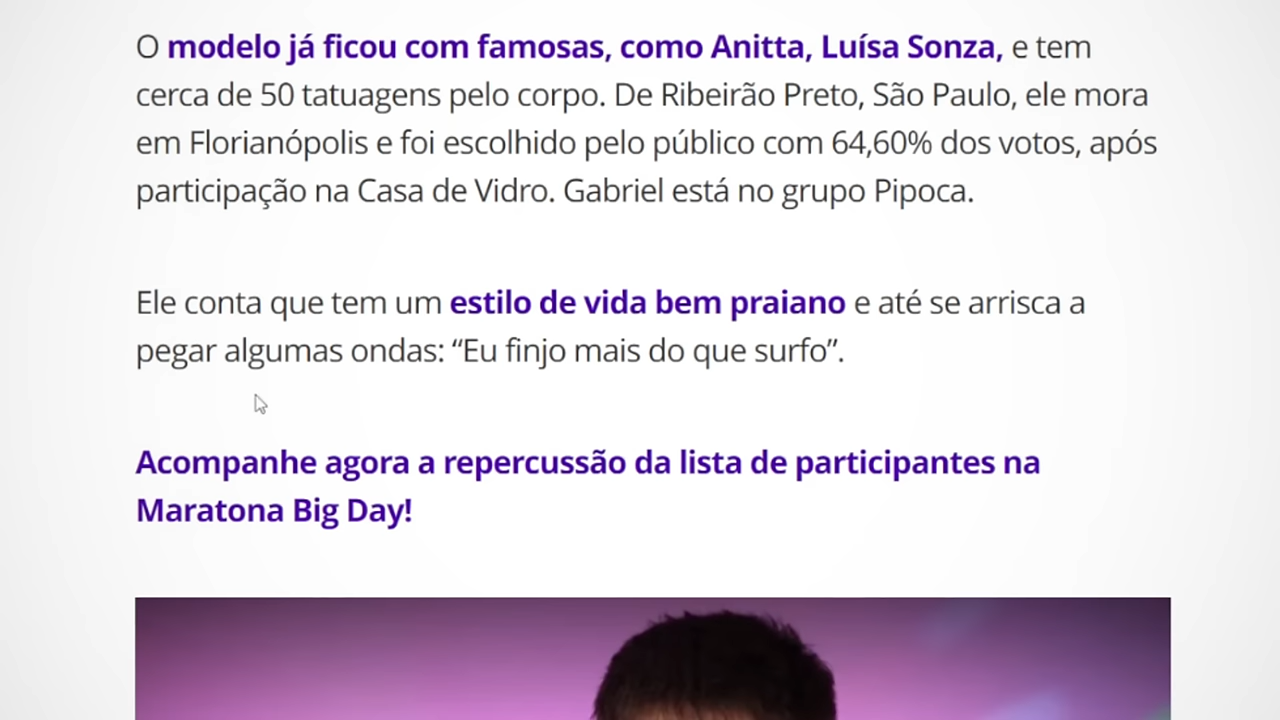 O modelo já ficou com famosas, como Anitta, Luísa Sonza, e tem
cerca de 50 tatuagens pelo corpo. De Ribeirão Preto, São Paulo, ele mora
em Florianópolis e foi escolhido pelo público com 64,60% dos votos, após
participação na Casa de Vidro. Gabriel está no grupo Pipoca.
Ele conta que tem um estilo de vida bem praiano e até se arrisca a
pegar algumas ondas: “Eu finjo mais do que surfo”.
Acompanhe agora a repercussão da lista de participantes na
Maratona Big Day!